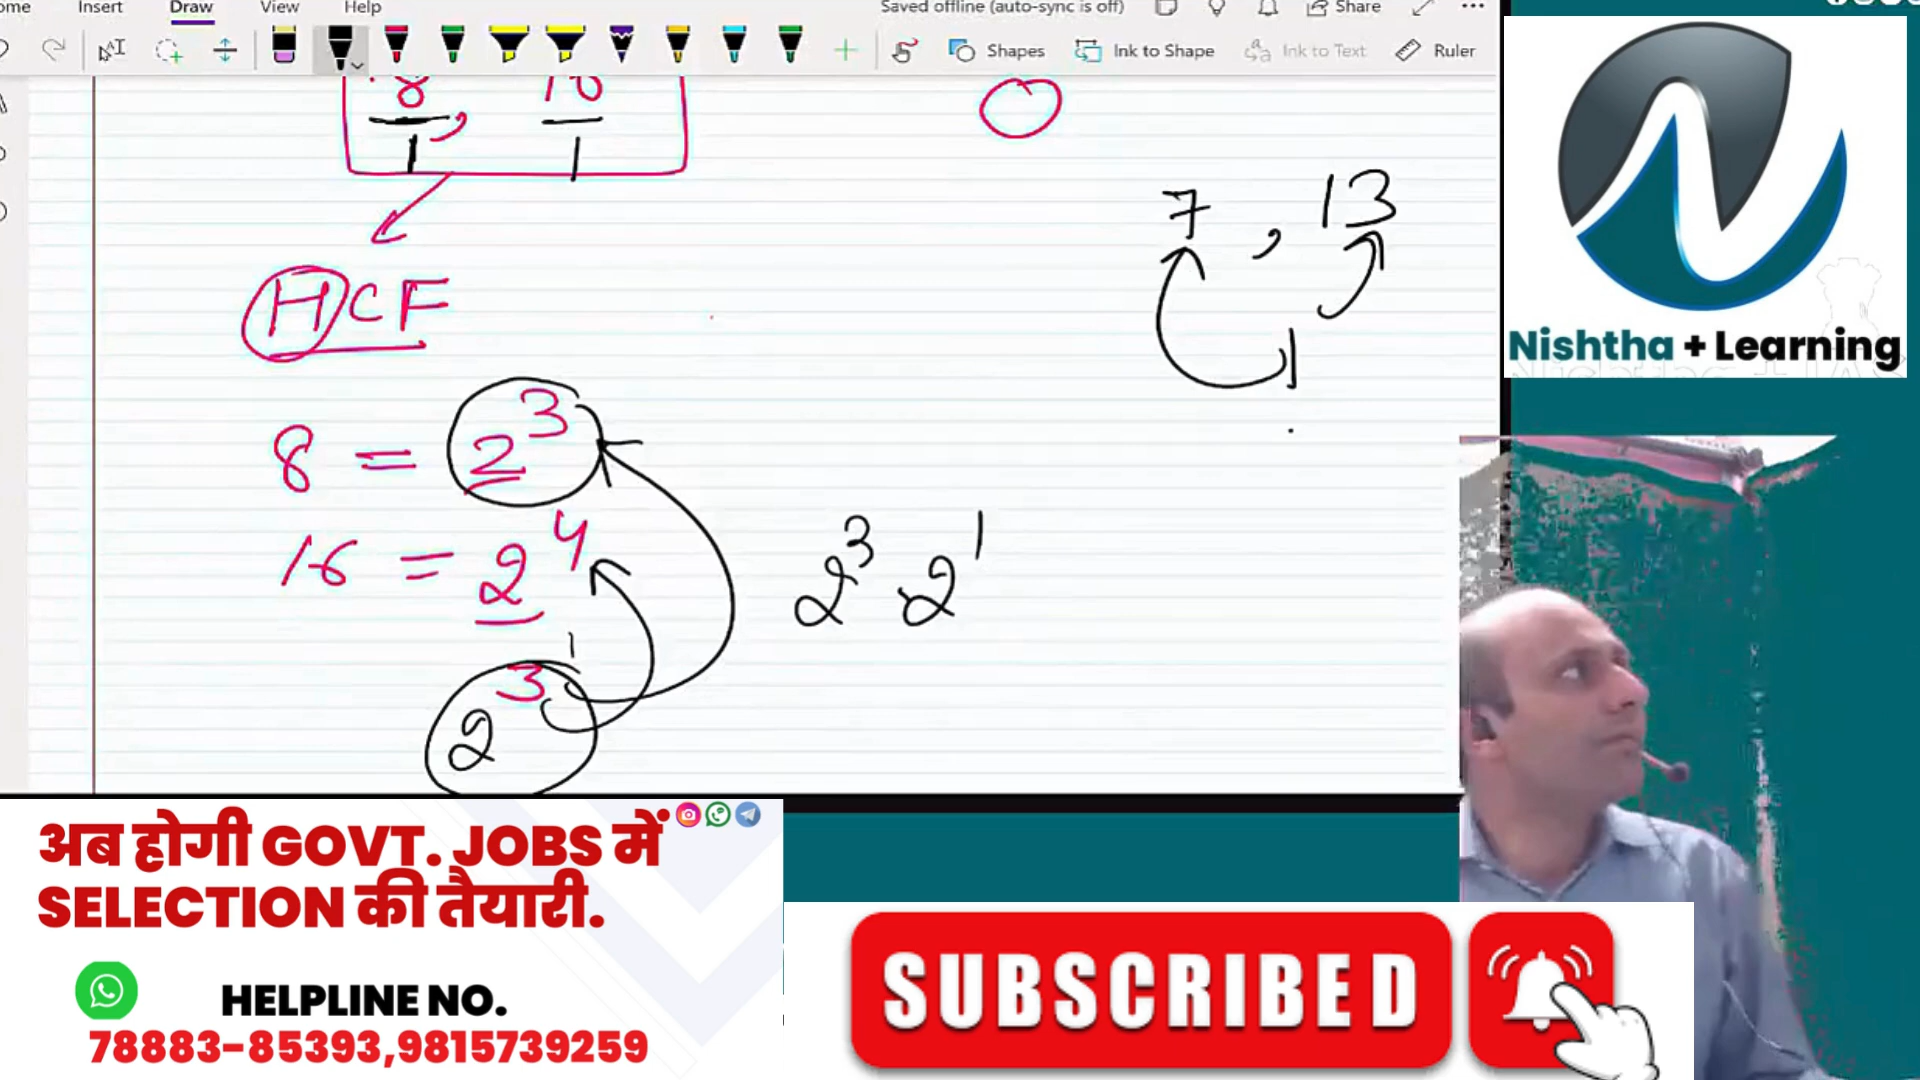 Insert Draw View Help Saved offline (auto-sync is off) Share
Shapes Ink to Shape Ink to Text Ruler
8, 16
1 1
7, 13
1
HCF
8 = 2³
16 = 2⁴
2³ · 2¹
2³
Nishtha + Learning
अब होगी GOVT. JOBS में
SELECTION की तैयारी.
HELPLINE NO.
78883-85393,9815739259
SUBSCRIBED